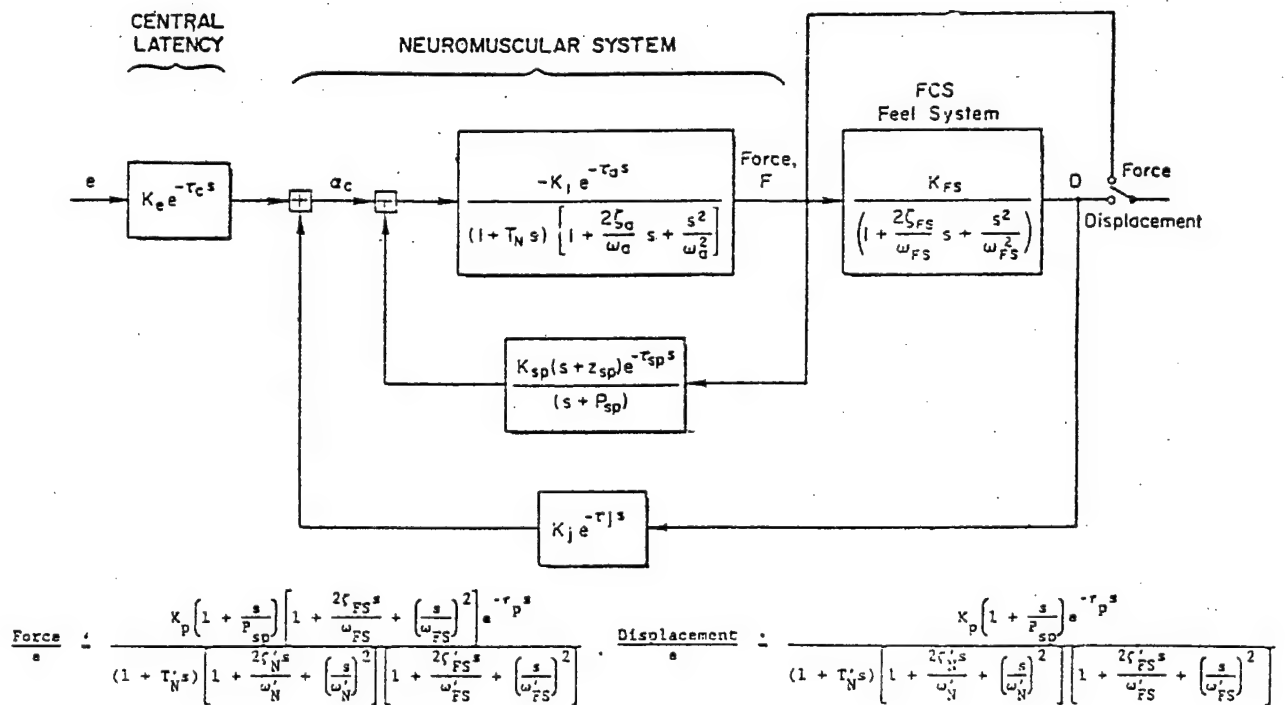 CENTRAL
LATENCY
NEUROMUSCULAR SYSTEM
FCS
Feel System
e
K_e e^{-τ_c s}
+
α_c
-K_1 e^{-τ_a s} / (1 + T_N s) [1 + (2ζ_a/ω_a) s + s²/ω_a²]
Force,
F
K_FS / (1 + (2ζ_FS/ω_FS) s + s²/ω_FS²)
D
Force
Displacement
K_sp(s + z_sp)e^{-τ_sp s} / (s + P_sp)
K_j e^{-τ_j s}
Force/e = K_p(1 + s/P_sp)[1 + 2ζ_FS s/ω_FS + (s/ω_FS)²] e^{-τ_p s} / (1 + T'_N s)[1 + 2ζ'_N s/ω'_N + (s/ω'_N)²][1 + 2ζ'_FS s/ω'_FS + (s/ω'_FS)²]
Displacement/e = K_p(1 + s/P_sp) e^{-τ_p s} / (1 + T'_N s)[1 + 2ζ'_N s/ω'_N + (s/ω'_N)²][1 + 2ζ'_FS s/ω'_FS + (s/ω'_FS)²]